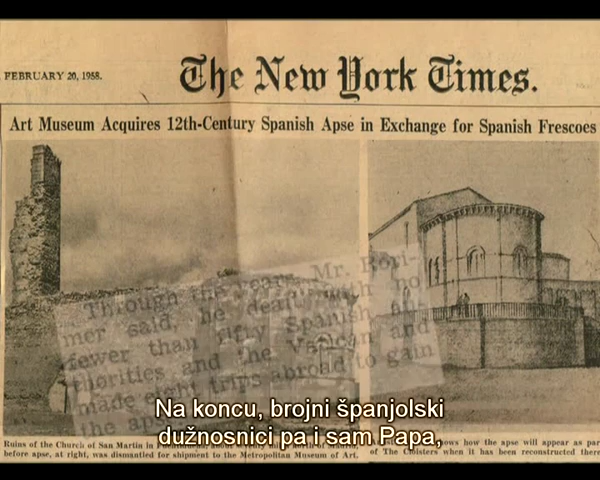 FEBRUARY 20, 1958.
The New York Times.
Art Museum Acquires 12th-Century Spanish Apse in Exchange for Spanish Frescoes
Through the years, Mr. Rori-
mer said, he dealt with no
fewer than fifty Spanish
thorities and the Vatican and
made eight trips abroad to gain
the apse
Na koncu, brojni španjolski
dužnosnici pa i sam Papa,
Ruins of the Church of San Martin in
before apse, at right, was dismantled for shipment to the Metropolitan Museum of Art.
ows how the apse will appear as par
of The Cloisters when it has been reconstructed there